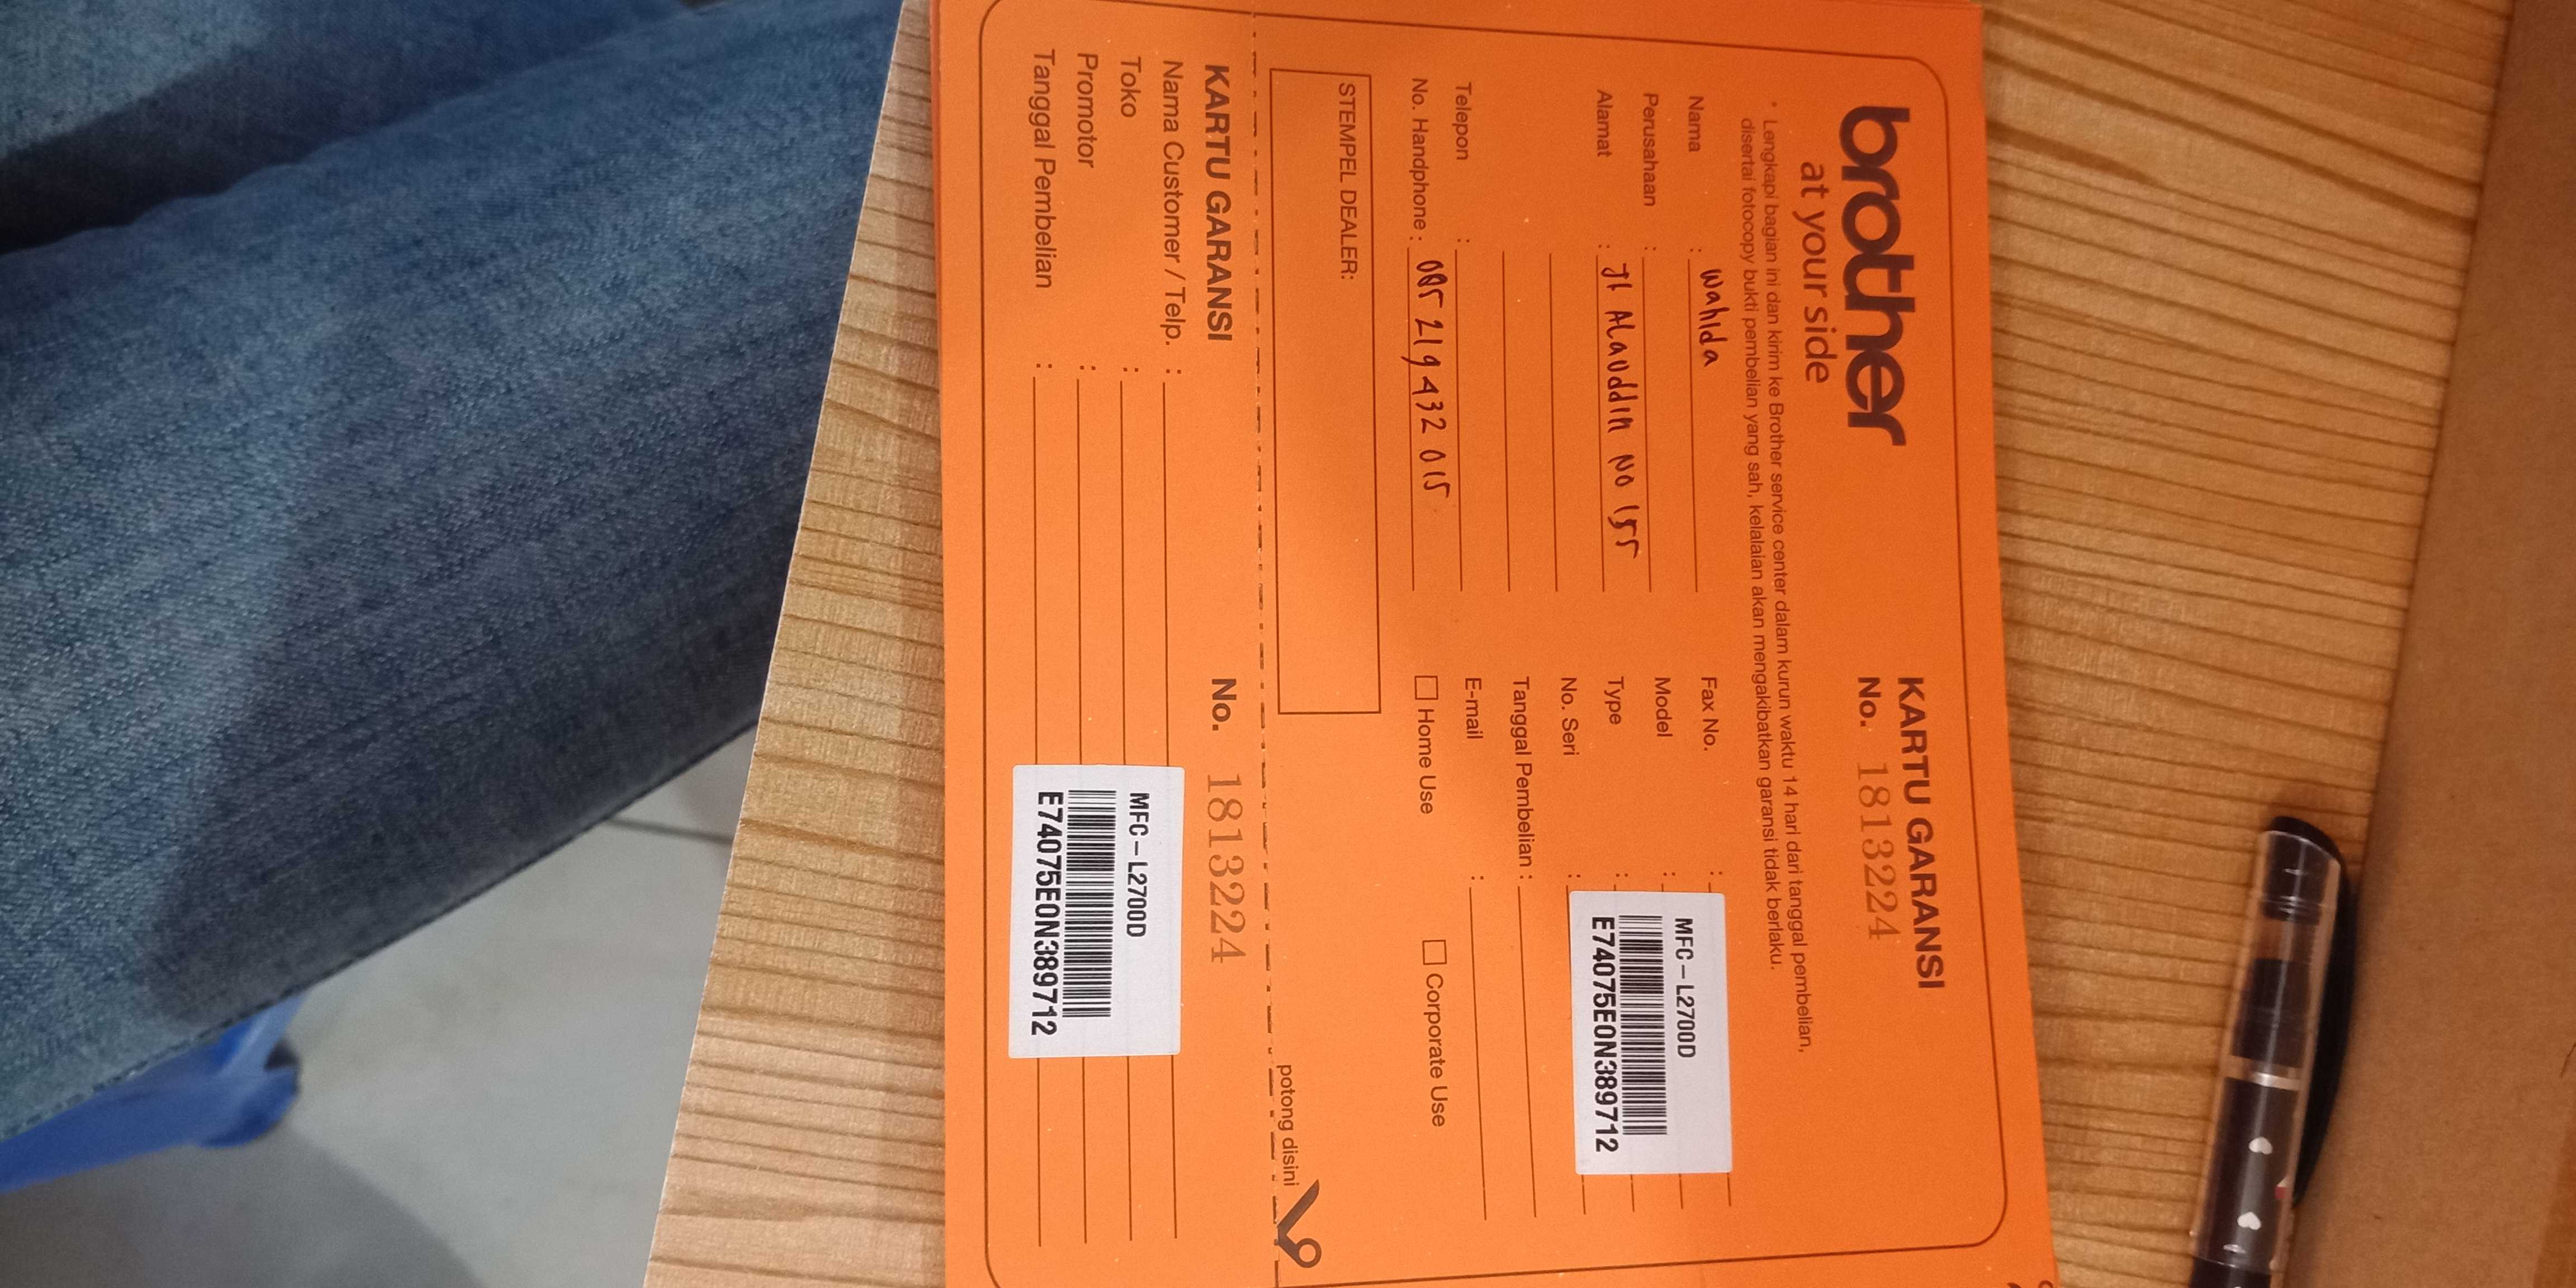 brother
at your side
KARTU GARANSI
No. 1813224
* Lengkapi bagian ini dan kirim ke Brother service center dalam kurun waktu 14 hari dari tanggal pembelian,
disertai fotocopy bukti pembelian yang sah, kelalaian akan mengakibatkan garansi tidak berlaku.
Nama : Wahida
Perusahaan :
Alamat : Jl Alauddin No 155
Telepon :
No. Handphone : 085 219 432 015
Fax No. :
Model :
Type :
No. Seri :
MFC-L2700D
E74075E0N389712
Tanggal Pembelian :
E-mail :
Home Use
Corporate Use
STEMPEL DEALER:
potong disini
KARTU GARANSI
No. 1813224
Nama Customer / Telp. :
Toko :
Promotor :
Tanggal Pembelian :
MFC-L2700D
E74075E0N389712